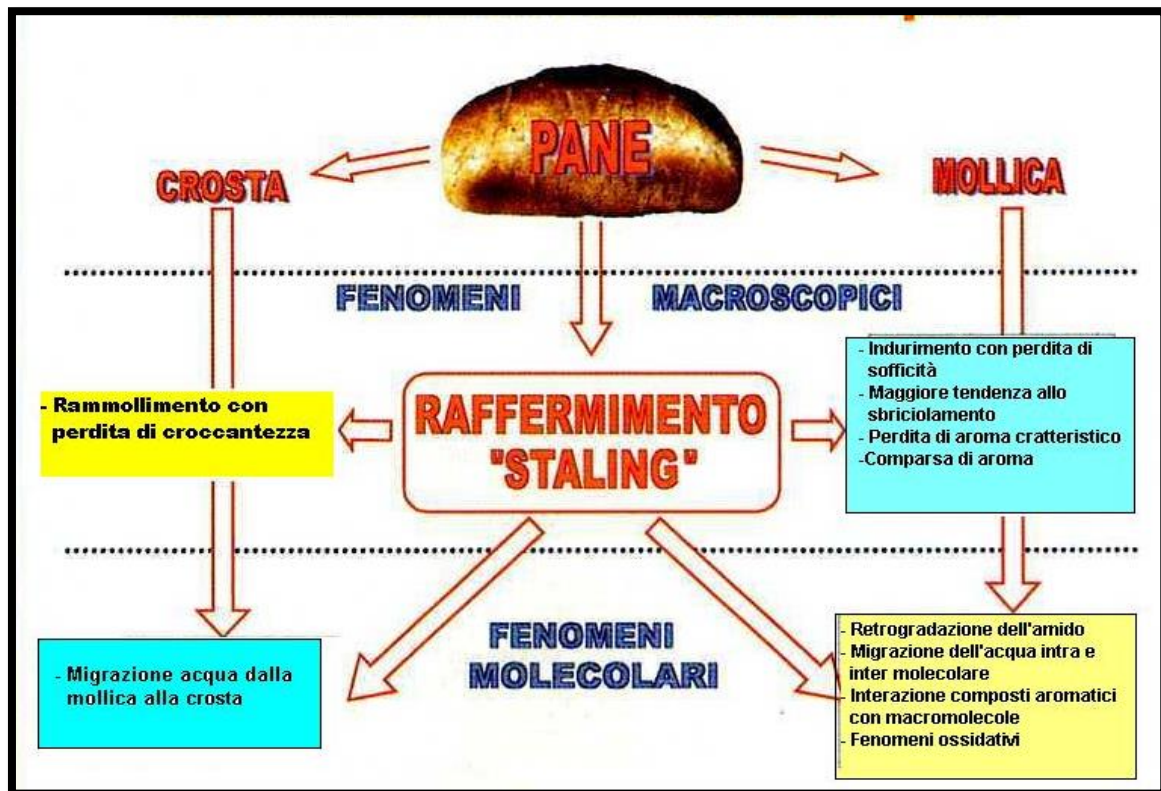 PANE
CROSTA
MOLLICA
FENOMENI MACROSCOPICI
- Rammollimento con
perdita di croccantezza
RAFFERMIMENTO
"STALING"
- Indurimento con perdita di
sofficità
- Maggiore tendenza allo
sbriciolamento
- Perdita di aroma cratteristico
-Comparsa di aroma
FENOMENI
MOLECOLARI
- Migrazione acqua dalla
mollica alla crosta
- Retrogradazione dell'amido
- Migrazione dell'acqua intra e
inter molecolare
- Interazione composti aromatici
con macromolecole
- Fenomeni ossidativi